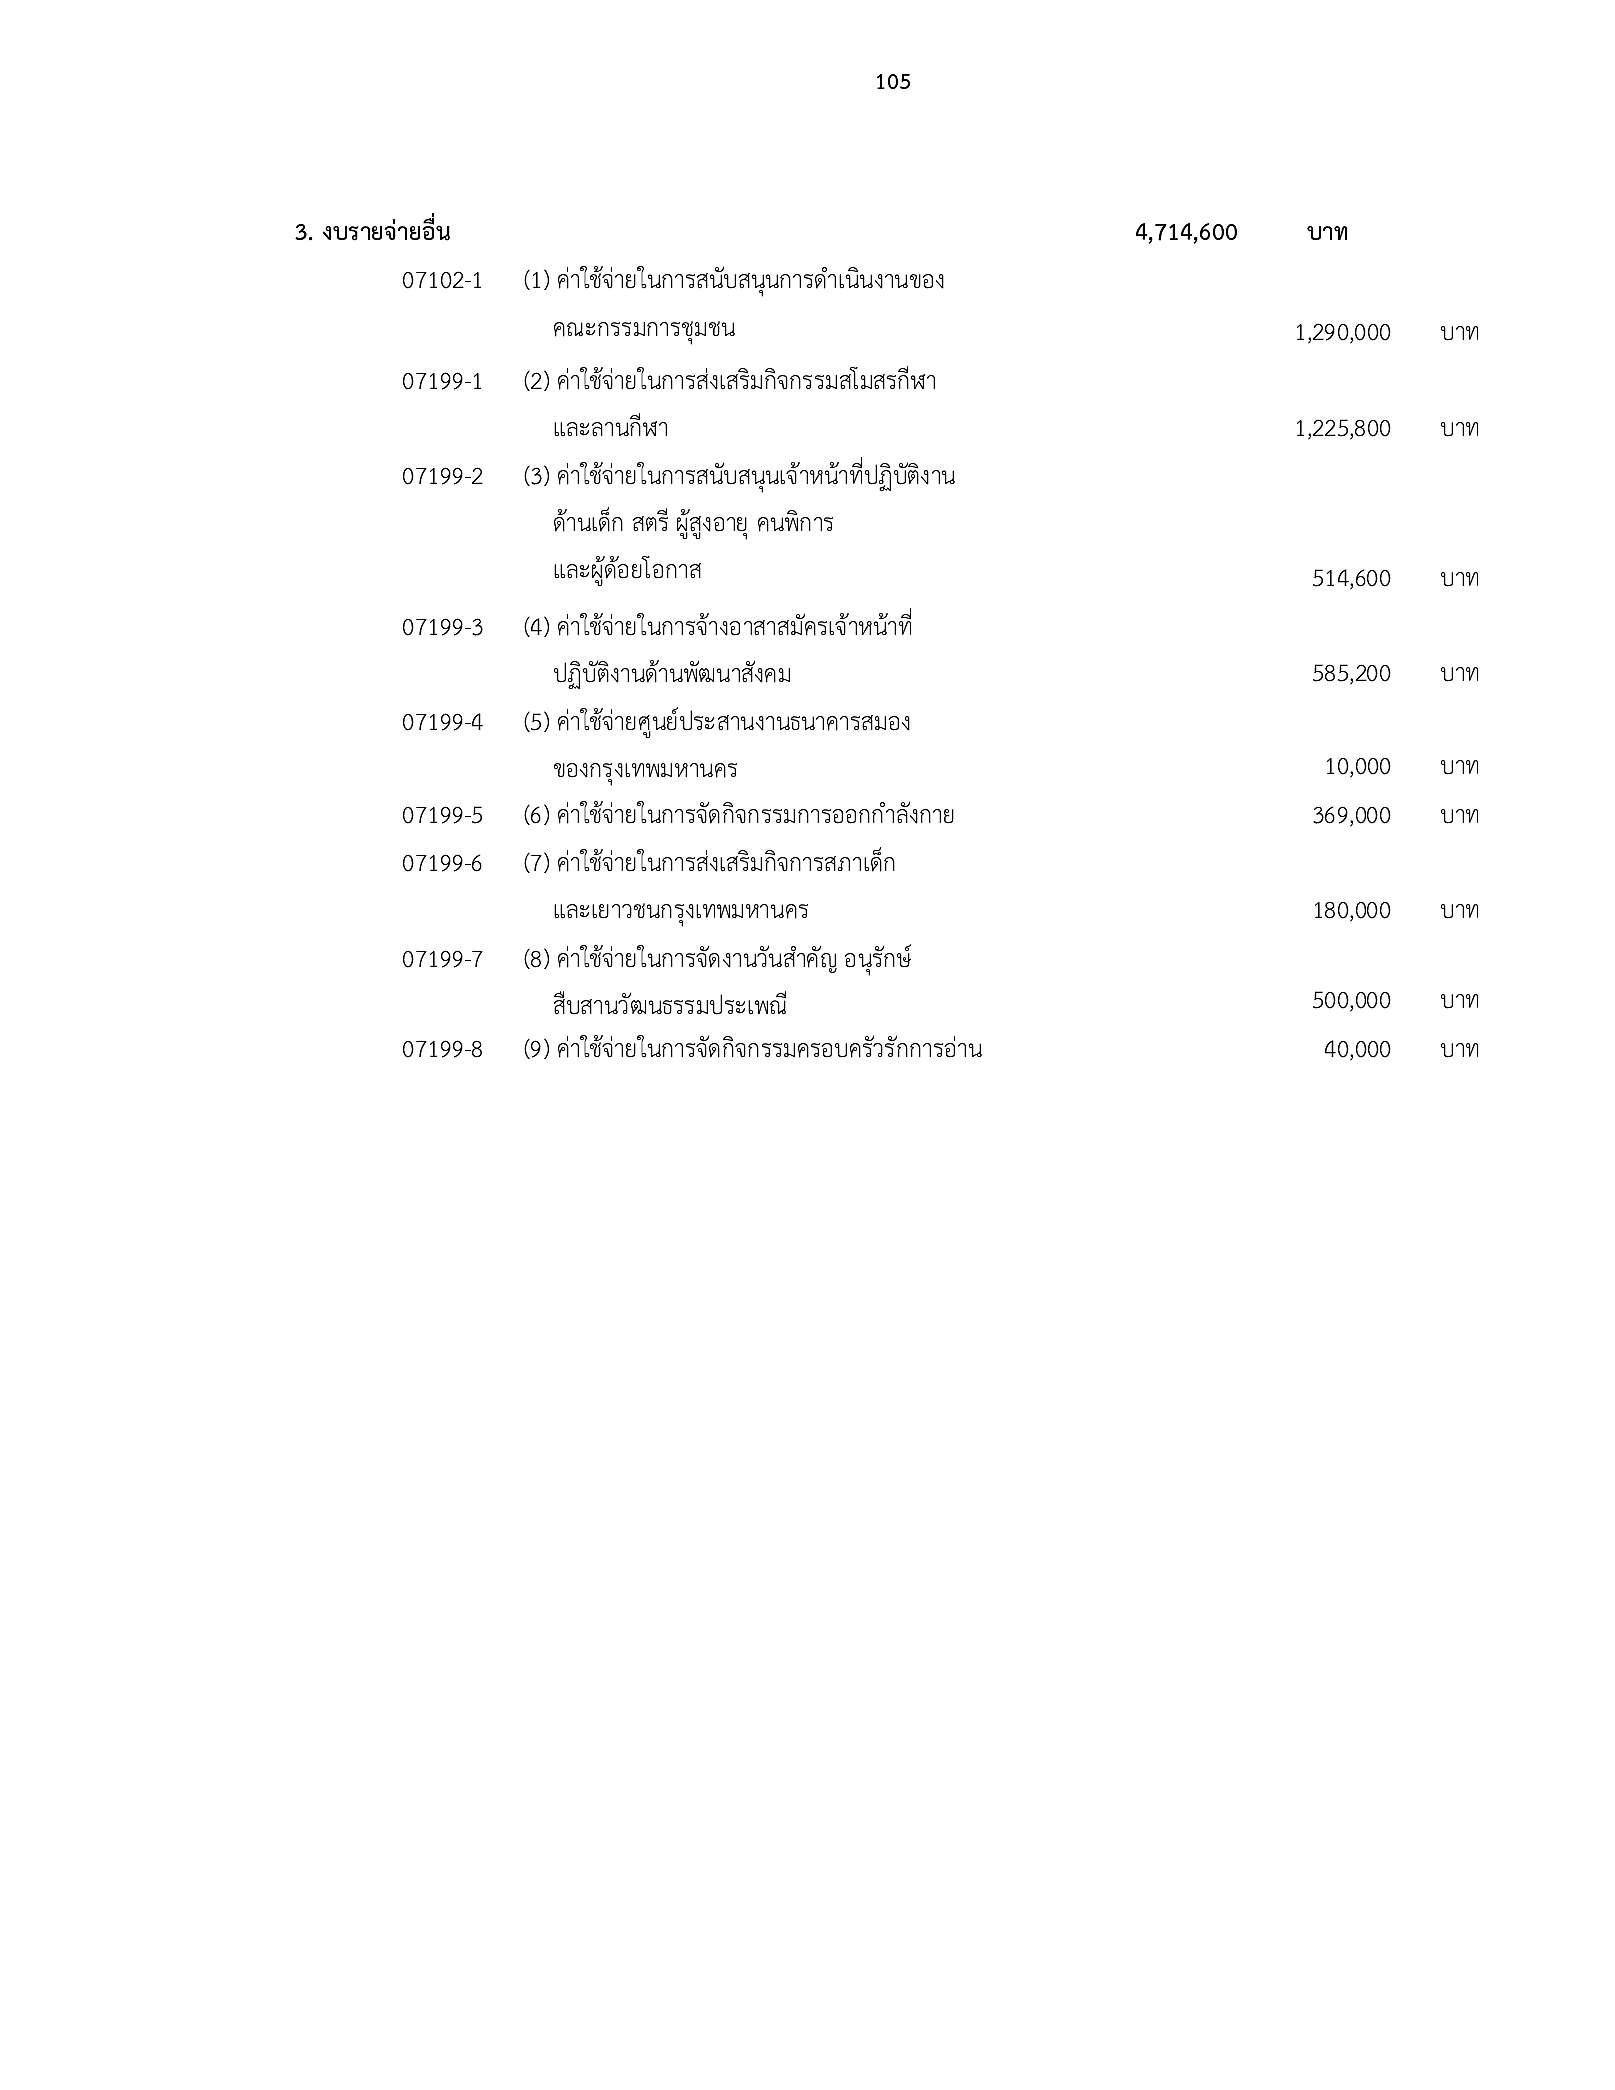 105
3. งบรายจ่ายอื่น 4,714,600 บาท
07102-1 (1) ค่าใช้จ่ายในการสนับสนุนการดำเนินงานของ
คณะกรรมการชุมชน 1,290,000 บาท
07199-1 (2) ค่าใช้จ่ายในการส่งเสริมกิจกรรมสโมสรกีฬา
และลานกีฬา 1,225,800 บาท
07199-2 (3) ค่าใช้จ่ายในการสนับสนุนเจ้าหน้าที่ปฏิบัติงาน
ด้านเด็ก สตรี ผู้สูงอายุ คนพิการ
และผู้ด้อยโอกาส 514,600 บาท
07199-3 (4) ค่าใช้จ่ายในการจ้างอาสาสมัครเจ้าหน้าที่
ปฏิบัติงานด้านพัฒนาสังคม 585,200 บาท
07199-4 (5) ค่าใช้จ่ายศูนย์ประสานงานธนาคารสมอง
ของกรุงเทพมหานคร 10,000 บาท
07199-5 (6) ค่าใช้จ่ายในการจัดกิจกรรมการออกกำลังกาย 369,000 บาท
07199-6 (7) ค่าใช้จ่ายในการส่งเสริมกิจการสภาเด็ก
และเยาวชนกรุงเทพมหานคร 180,000 บาท
07199-7 (8) ค่าใช้จ่ายในการจัดงานวันสำคัญ อนุรักษ์
สืบสานวัฒนธรรมประเพณี 500,000 บาท
07199-8 (9) ค่าใช้จ่ายในการจัดกิจกรรมครอบครัวรักการอ่าน 40,000 บาท